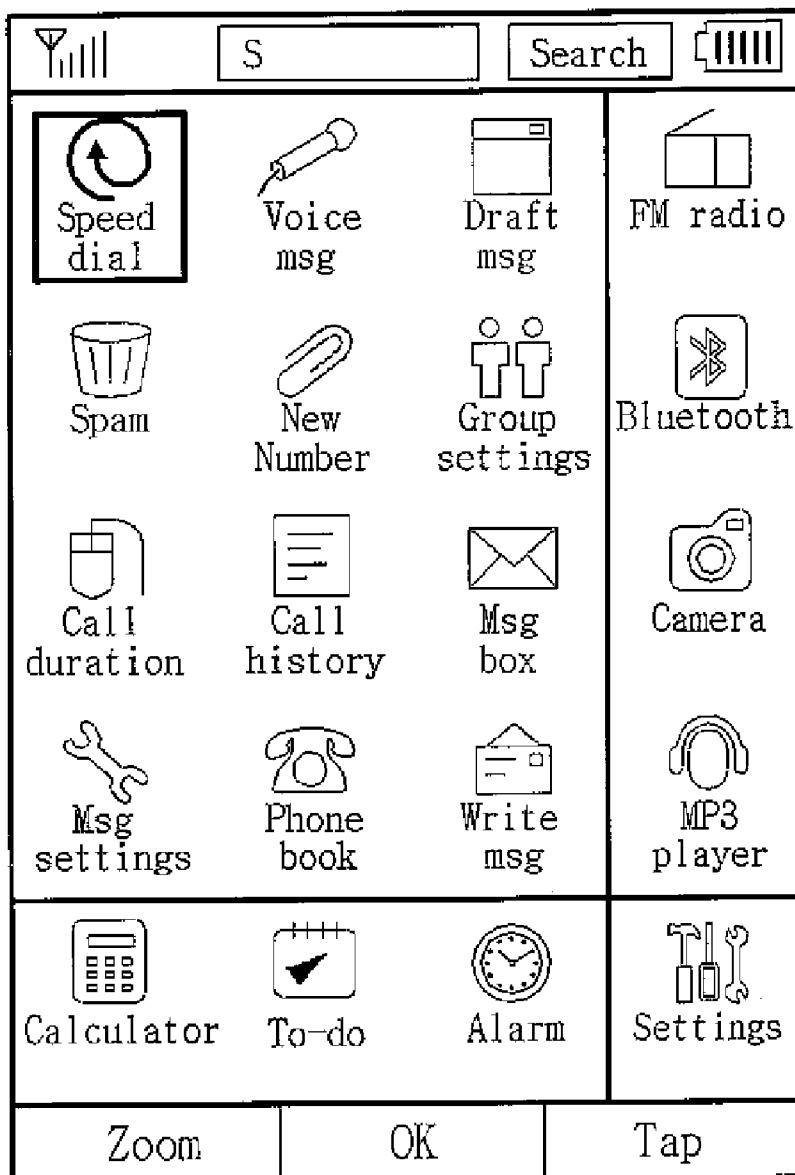 S Search
Speed dial
Voice msg
Draft msg
FM radio
Spam
New Number
Group settings
Bluetooth
Call duration
Call history
Msg box
Camera
Msg settings
Phone book
Write msg
MP3 player
Calculator
To-do
Alarm
Settings
Zoom OK Tap